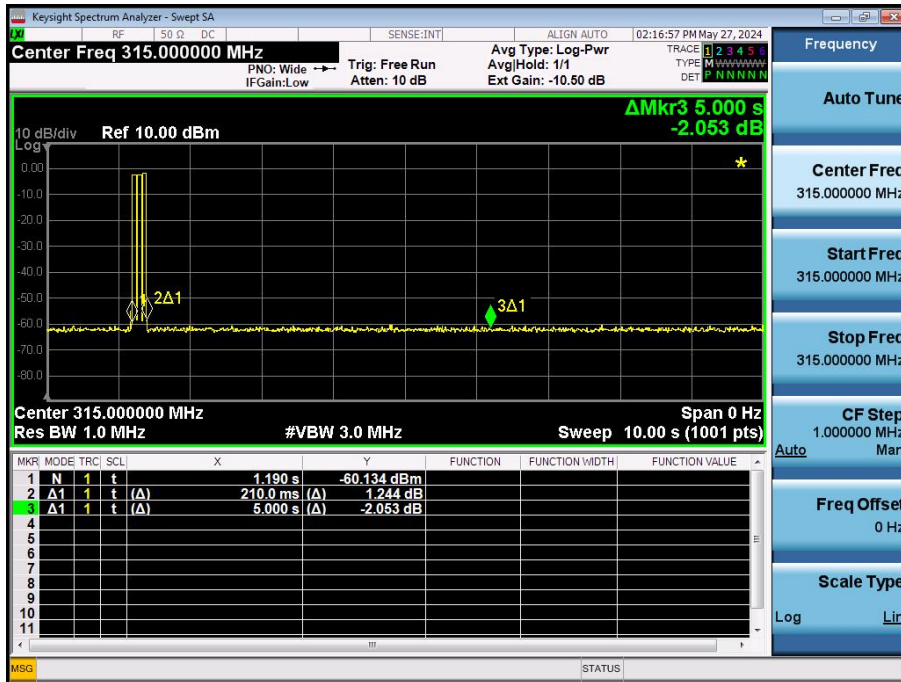 Keysight Spectrum Analyzer - Swept SA
LXI RF 50 Ω DC SENSE:INT ALIGN AUTO 02:16:57 PM May 27, 2024
Center Freq 315.000000 MHz
PNO: Wide
IFGain:Low
Trig: Free Run
Atten: 10 dB
Avg Type: Log-Pwr
Avg|Hold: 1/1
Ext Gain: -10.50 dB
TRACE 1 2 3 4 5 6
TYPE M WWWWW
DET P N N N N N
ΔMkr3 5.000 s
-2.053 dB
10 dB/div Ref 10.00 dBm
Log
0.00
-10.0
-20.0
-30.0
-40.0
-50.0
-60.0
-70.0
-80.0
2Δ1
3Δ1
Center 315.000000 MHz Span 0 Hz
Res BW 1.0 MHz #VBW 3.0 MHz Sweep 10.00 s (1001 pts)
MKR MODE TRC SCL X Y FUNCTION FUNCTION WIDTH FUNCTION VALUE
1 N 1 t 1.190 s -60.134 dBm
2 Δ1 1 t (Δ) 210.0 ms (Δ) 1.244 dB
3 Δ1 1 t (Δ) 5.000 s (Δ) -2.053 dB
4
5
6
7
8
9
10
11
MSG STATUS
Frequency
Auto Tune
Center Freq
315.000000 MHz
Start Freq
315.000000 MHz
Stop Freq
315.000000 MHz
CF Step
1.000000 MHz
Auto Man
Freq Offset
0 Hz
Scale Type
Log Lin